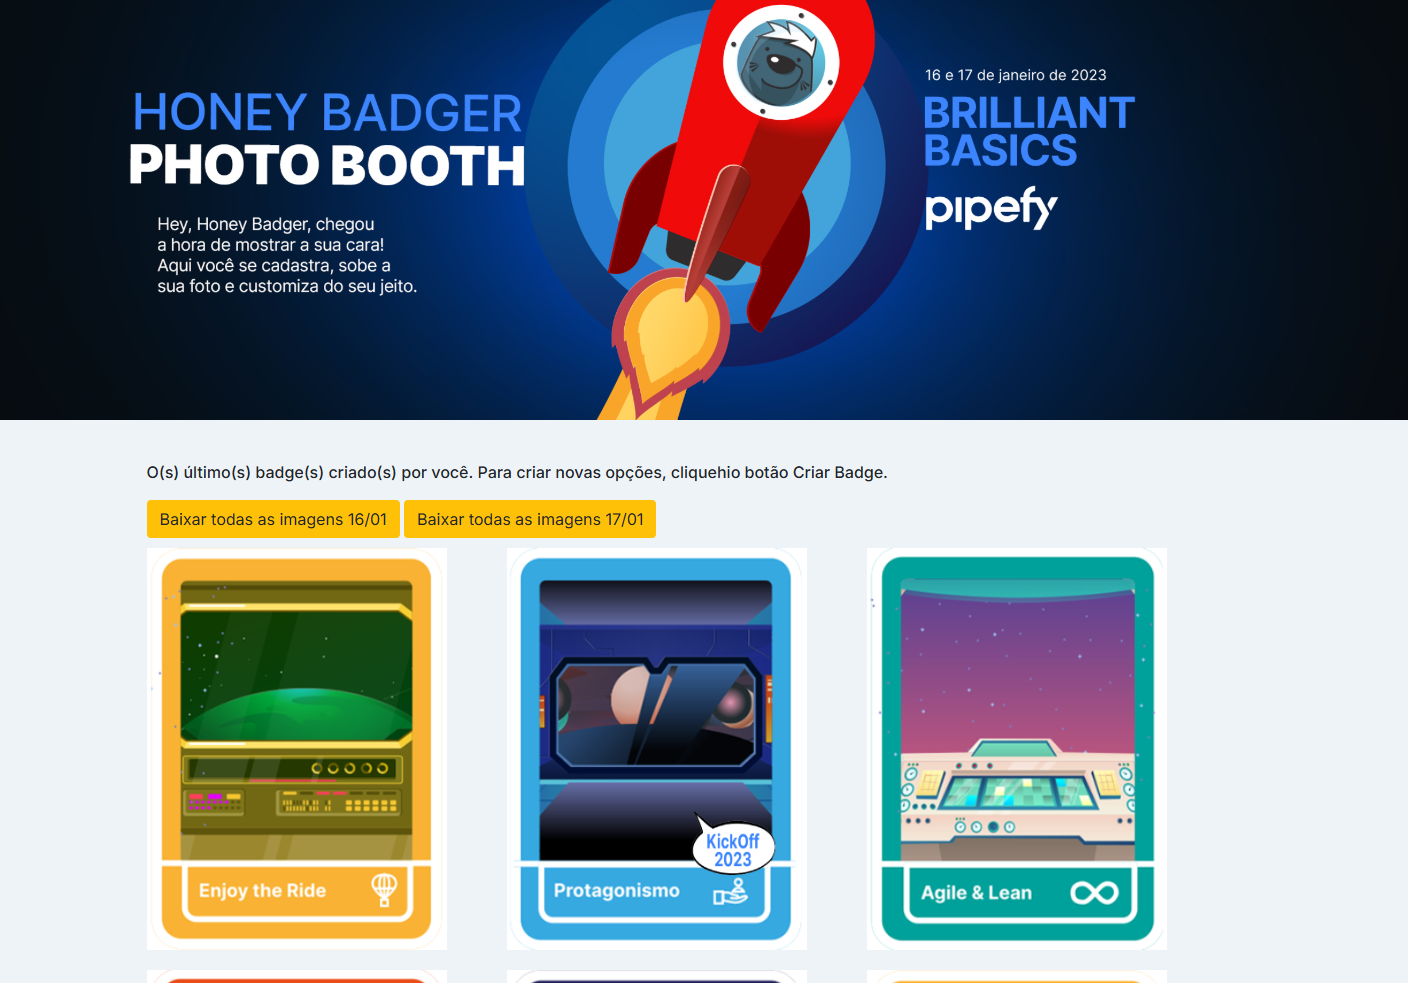 HONEY BADGER
PHOTO BOOTH
Hey, Honey Badger, chegou
a hora de mostrar a sua cara!
Aqui você se cadastra, sobe a
sua foto e customiza do seu jeito.
16 e 17 de janeiro de 2023
BRILLIANT
BASICS
pipefy
O(s) último(s) badge(s) criado(s) por você. Para criar novas opções, cliquehio botão Criar Badge.
Baixar todas as imagens 16/01
Baixar todas as imagens 17/01
Enjoy the Ride
KickOff
2023
Protagonismo
Agile & Lean